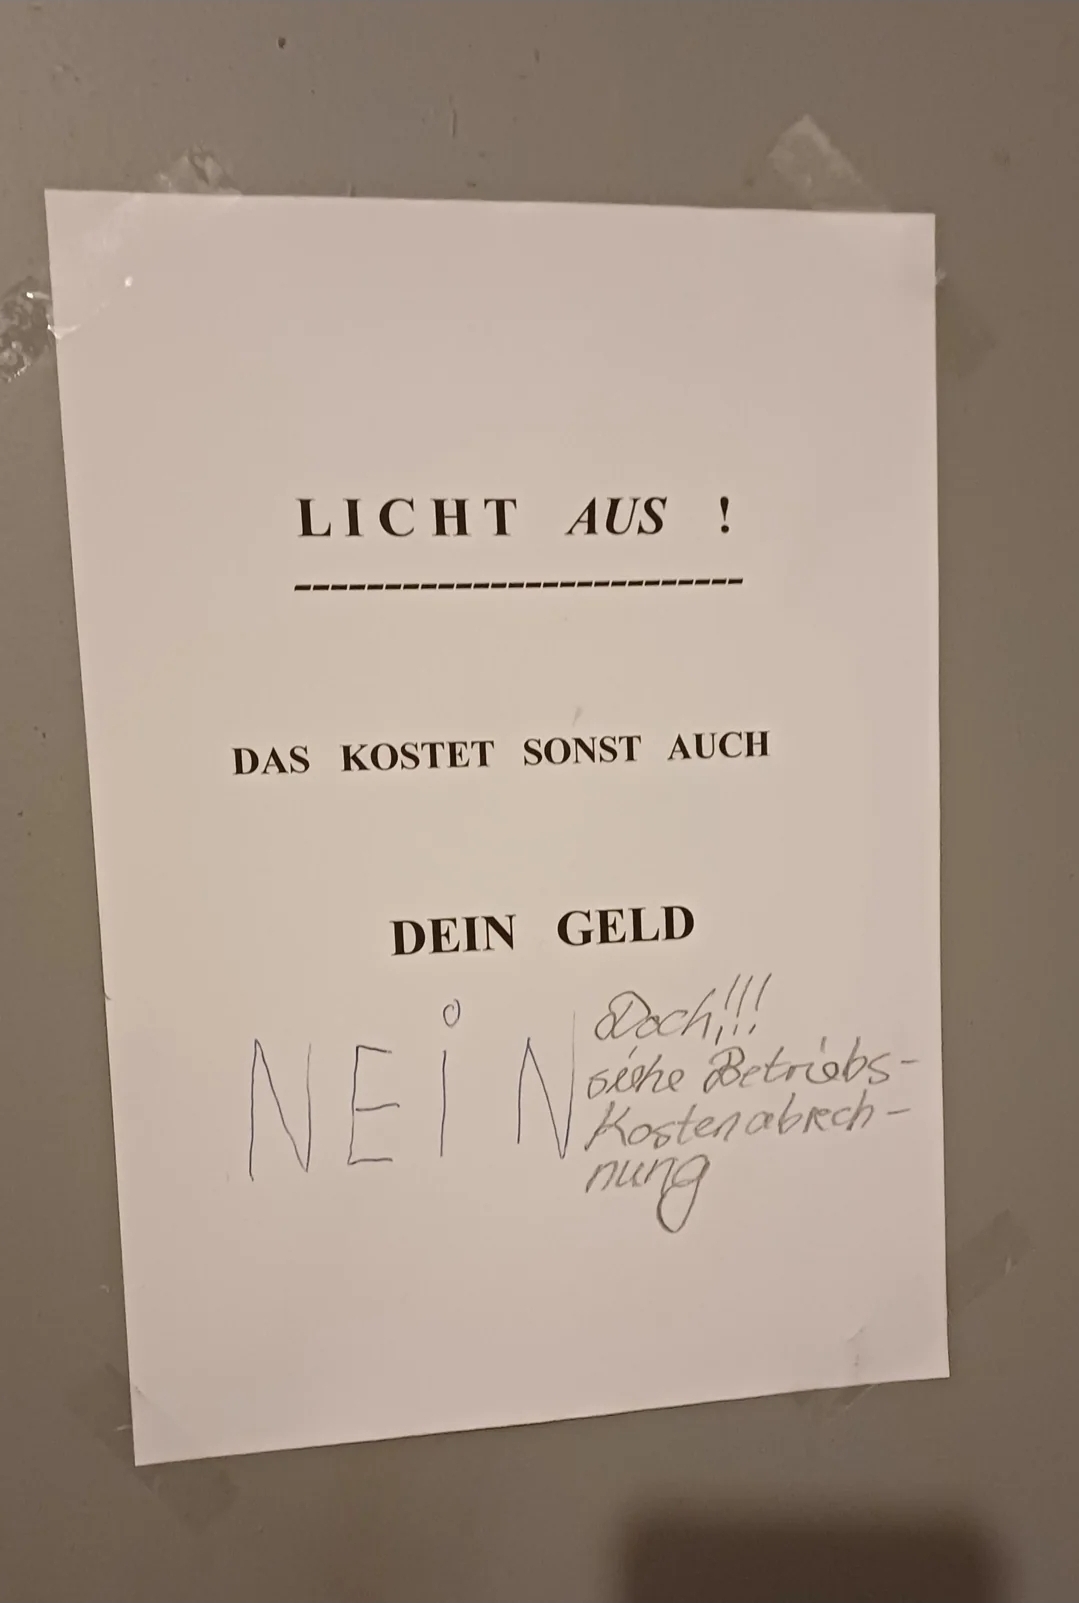 LICHT AUS !
--------------------------
DAS KOSTET SONST AUCH
DEIN GELD
NEiN
Doch!!!
siehe Betriebs-
Kostenabrech-
nung